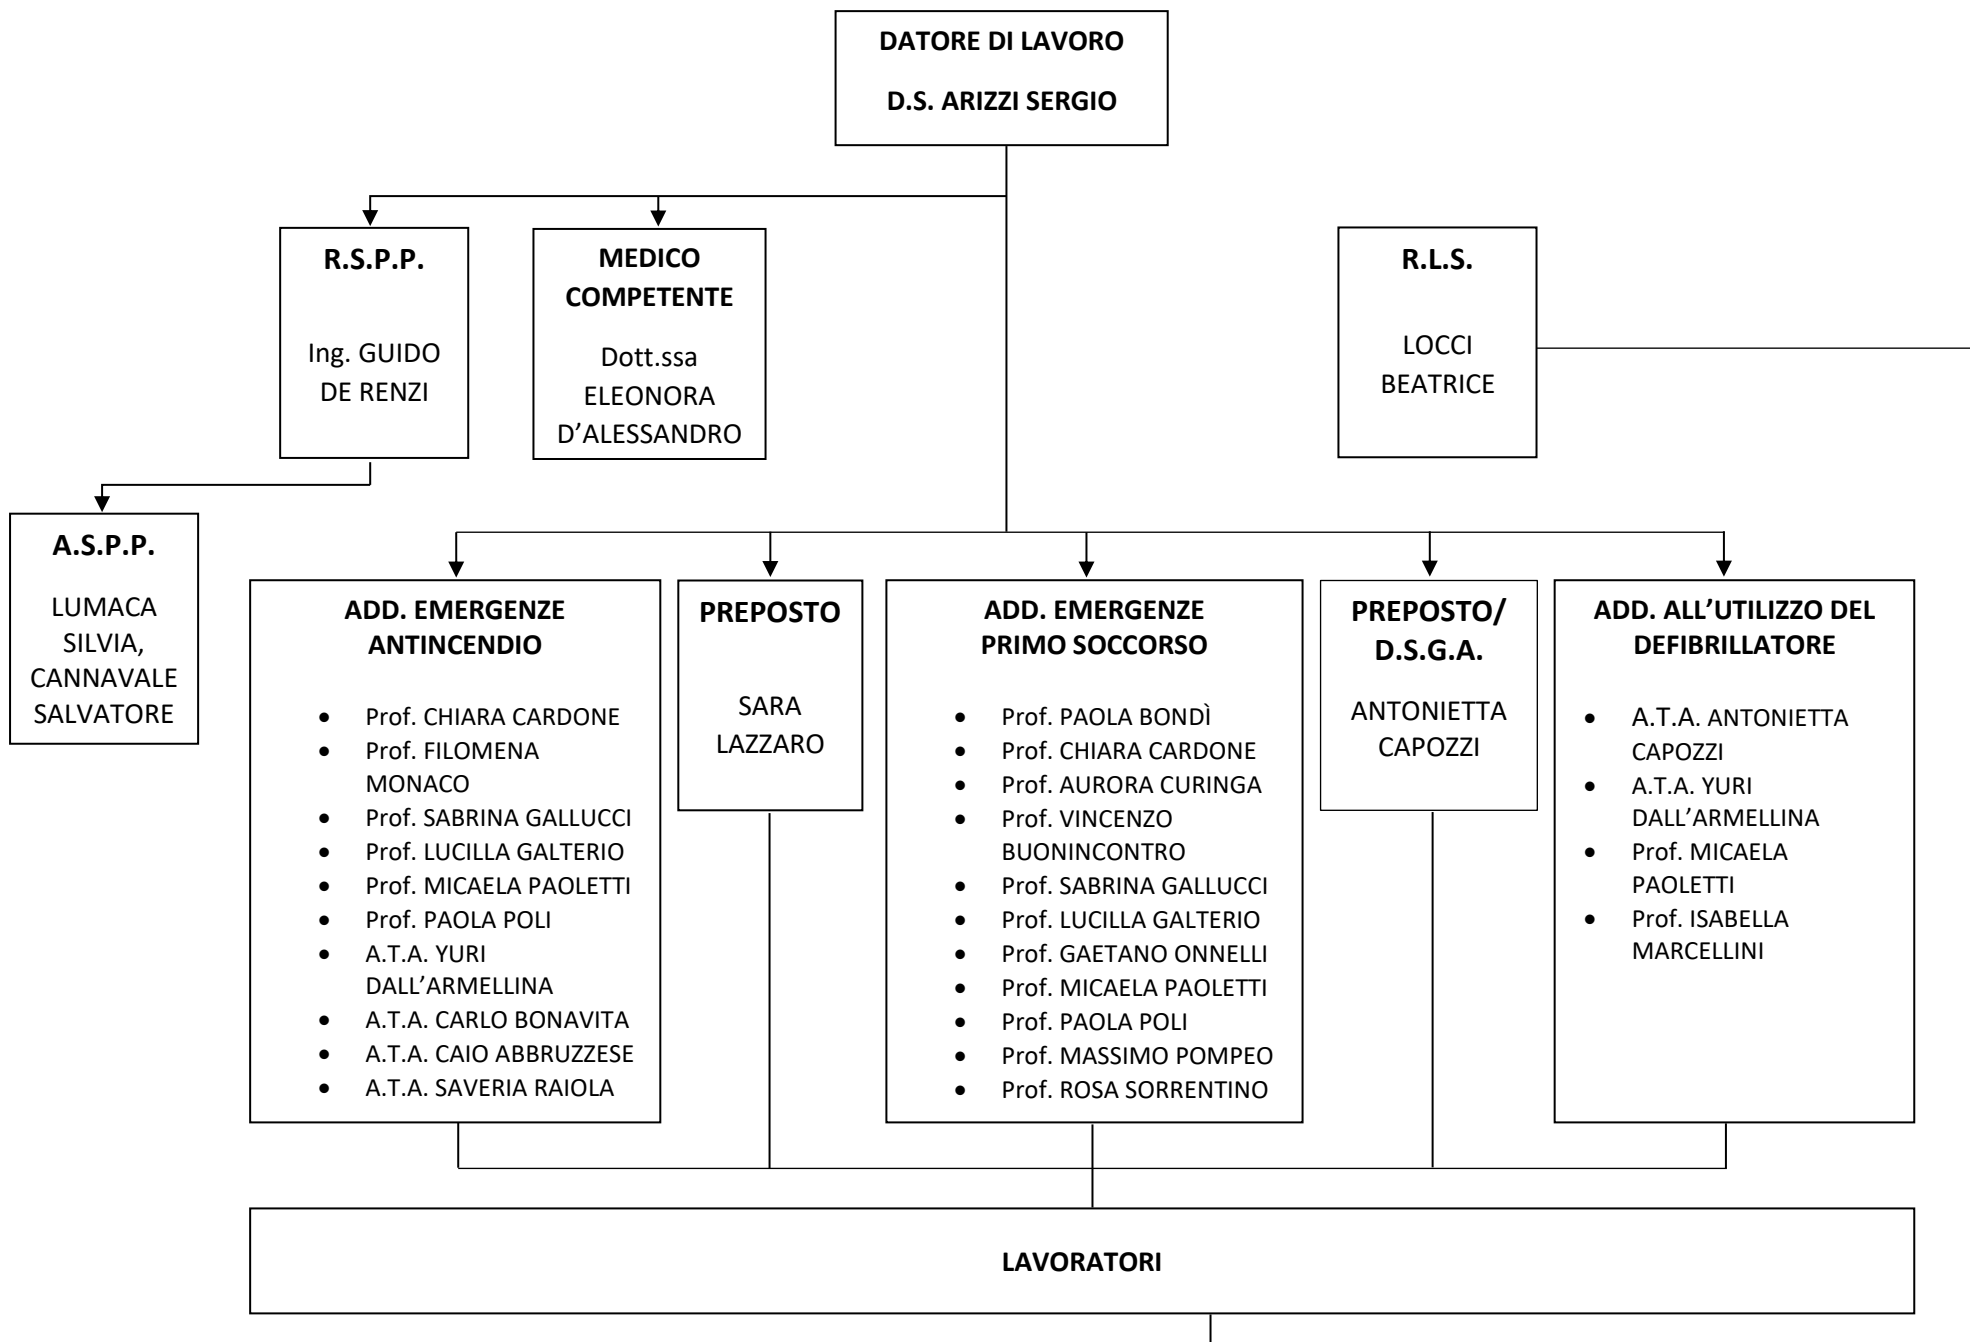 DATORE DI LAVORO
D.S. ARIZZI SERGIO
R.S.P.P.
Ing. GUIDO
DE RENZI
MEDICO
COMPETENTE
Dott.ssa
ELEONORA
D’ALESSANDRO
R.L.S.
LOCCI
BEATRICE
A.S.P.P.
LUMACA
SILVIA,
CANNAVALE
SALVATORE
ADD. EMERGENZE
ANTINCENDIO
• Prof. CHIARA CARDONE
• Prof. FILOMENA
MONACO
• Prof. SABRINA GALLUCCI
• Prof. LUCILLA GALTERIO
• Prof. MICAELA PAOLETTI
• Prof. PAOLA POLI
• A.T.A. YURI
DALL’ARMELLINA
• A.T.A. CARLO BONAVITA
• A.T.A. CAIO ABBRUZZESE
• A.T.A. SAVERIA RAIOLA
PREPOSTO
SARA
LAZZARO
ADD. EMERGENZE
PRIMO SOCCORSO
• Prof. PAOLA BONDÌ
• Prof. CHIARA CARDONE
• Prof. AURORA CURINGA
• Prof. VINCENZO
BUONINCONTRO
• Prof. SABRINA GALLUCCI
• Prof. LUCILLA GALTERIO
• Prof. GAETANO ONNELLI
• Prof. MICAELA PAOLETTI
• Prof. PAOLA POLI
• Prof. MASSIMO POMPEO
• Prof. ROSA SORRENTINO
PREPOSTO/
D.S.G.A.
ANTONIETTA
CAPOZZI
ADD. ALL’UTILIZZO DEL
DEFIBRILLATORE
• A.T.A. ANTONIETTA
CAPOZZI
• A.T.A. YURI
DALL’ARMELLINA
• Prof. MICAELA
PAOLETTI
• Prof. ISABELLA
MARCELLINI
LAVORATORI